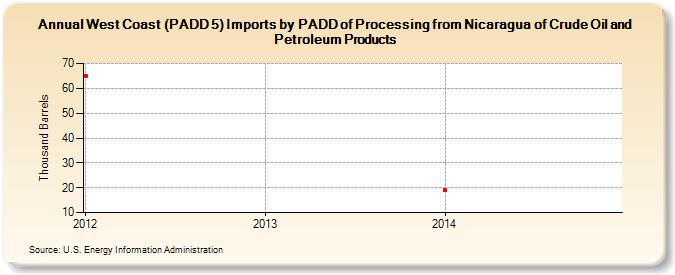 Annual West Coast (PADD 5) Imports by PADD of Processing from Nicaragua of Crude Oil and
Petroleum Products
Thousand Barrels
70
60
50
40
30
20
10
2012
2013
2014
Source: U.S. Energy Information Administration